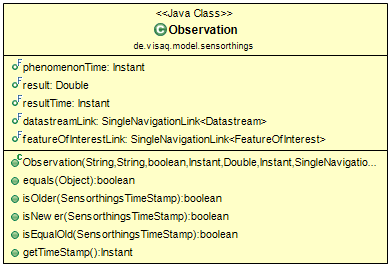 <<Java Class>>
Observation
de.visaq.model.sensorthings
phenomenonTime: Instant
result: Double
resultTime: Instant
datastreamLink: SingleNavigationLink<Datastream>
featureOfInterestLink: SingleNavigationLink<FeatureOfInterest>
Observation(String,String,boolean,Instant,Double,Instant,SingleNavigatio...
equals(Object):boolean
isOlder(SensorthingsTimeStamp):boolean
isNewer(SensorthingsTimeStamp):boolean
isEqualOld(SensorthingsTimeStamp):boolean
getTimeStamp():Instant